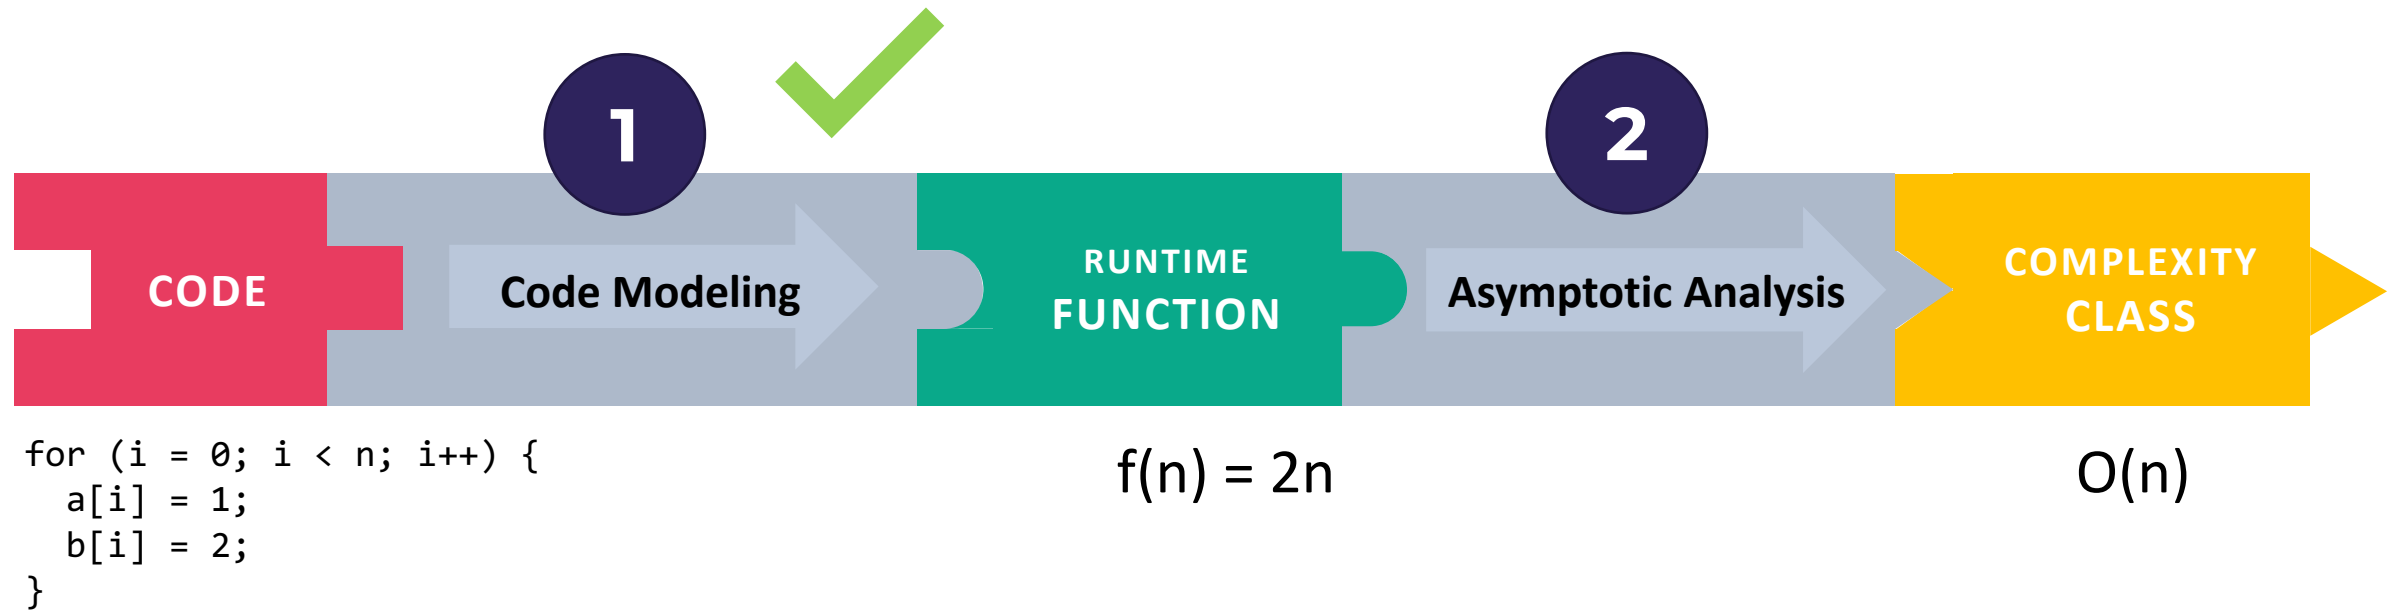 1
2
CODE
Code Modeling
RUNTIME
FUNCTION
Asymptotic Analysis
COMPLEXITY
CLASS
for (i = 0; i < n; i++) {
  a[i] = 1;
  b[i] = 2;
}
f(n) = 2n
O(n)